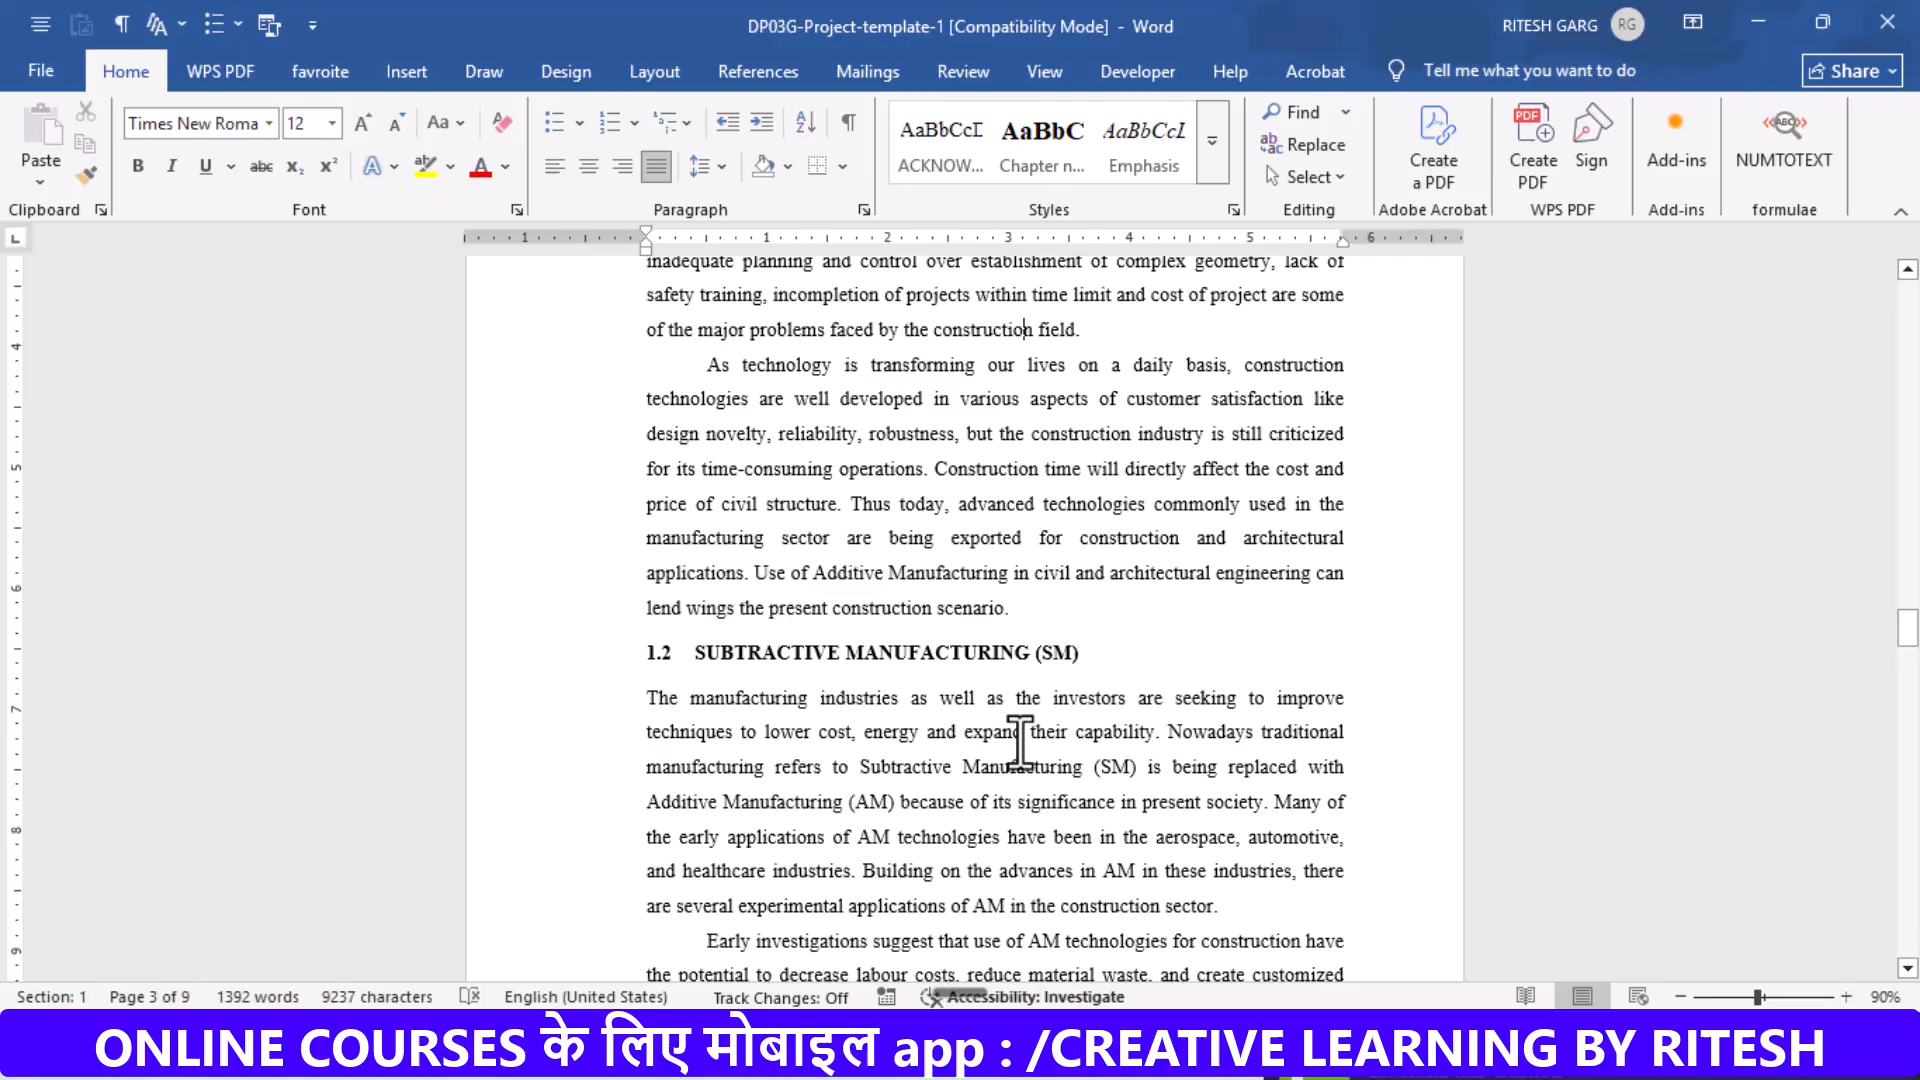 DP03G-Project-template-1 [Compatibility Mode] - Word
RITESH GARG RG
File Home WPS PDF favroite Insert Draw Design Layout References Mailings Review View Developer Help Acrobat Tell me what you want to do Share
Paste
Clipboard
Times New Roma 12
Font
Paragraph
AaBbCcD AaBbC AaBbCcL
ACKNOW... Chapter n... Emphasis
Styles
Find
Replace
Select
Editing
Create a PDF
Adobe Acrobat
Create PDF
Sign
WPS PDF
Add-ins
Add-ins
NUMTOTEXT
formulae
inadequate planning and control over establishment of complex geometry, lack of
safety training, incompletion of projects within time limit and cost of project are some
of the major problems faced by the construction field.
As technology is transforming our lives on a daily basis, construction
technologies are well developed in various aspects of customer satisfaction like
design novelty, reliability, robustness, but the construction industry is still criticized
for its time-consuming operations. Construction time will directly affect the cost and
price of civil structure. Thus today, advanced technologies commonly used in the
manufacturing sector are being exported for construction and architectural
applications. Use of Additive Manufacturing in civil and architectural engineering can
lend wings the present construction scenario.
1.2 SUBTRACTIVE MANUFACTURING (SM)
The manufacturing industries as well as the investors are seeking to improve
techniques to lower cost, energy and expand their capability. Nowadays traditional
manufacturing refers to Subtractive Manufacturing (SM) is being replaced with
Additive Manufacturing (AM) because of its significance in present society. Many of
the early applications of AM technologies have been in the aerospace, automotive,
and healthcare industries. Building on the advances in AM in these industries, there
are several experimental applications of AM in the construction sector.
Early investigations suggest that use of AM technologies for construction have
the potential to decrease labour costs, reduce material waste, and create customized
Section: 1 Page 3 of 9 1392 words 9237 characters English (United States) Track Changes: Off Accessibility: Investigate 90%
ONLINE COURSES के लिए मोबाइल app : /CREATIVE LEARNING BY RITESH